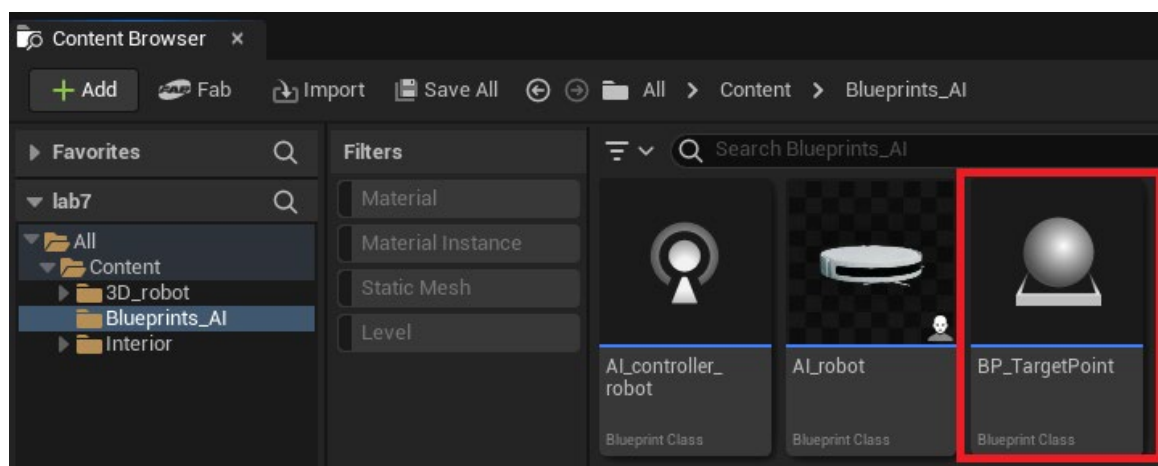 Content Browser
Add Fab Import Save All All > Content > Blueprints_AI
Favorites
Filters
Search Blueprints_AI
lab7
Material
All
Material Instance
Content
Static Mesh
3D_robot
Blueprints_AI
Level
Interior
AI_controller_
robot
Blueprint Class
AI_robot
Blueprint Class
BP_TargetPoint
Blueprint Class